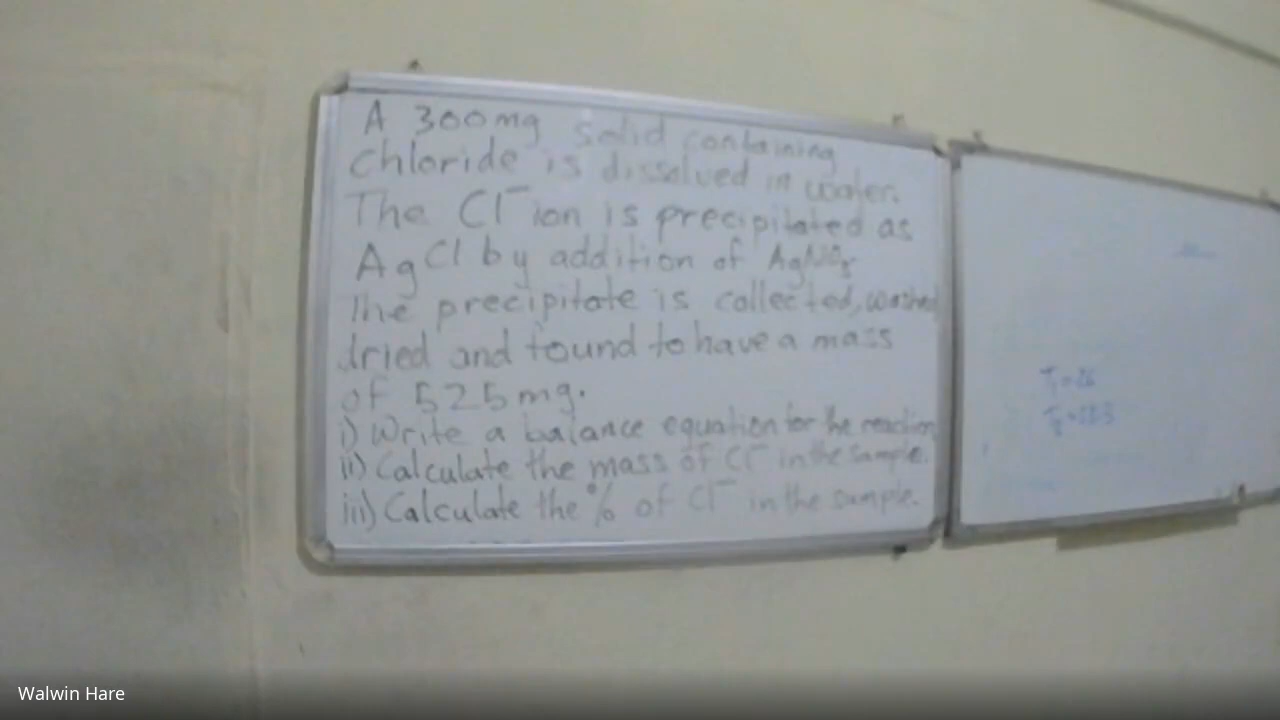 A 300mg solid containing
chloride is dissolved in water.
The Cl⁻ ion is precipitated as
AgCl by addition of AgNO₃
The precipitate is collected, washed
dried and found to have a mass
of 525mg.
i) Write a balance equation for the reaction
ii) Calculate the mass of Cl⁻ in the sample.
iii) Calculate the % of Cl⁻ in the sample.
Walwin Hare